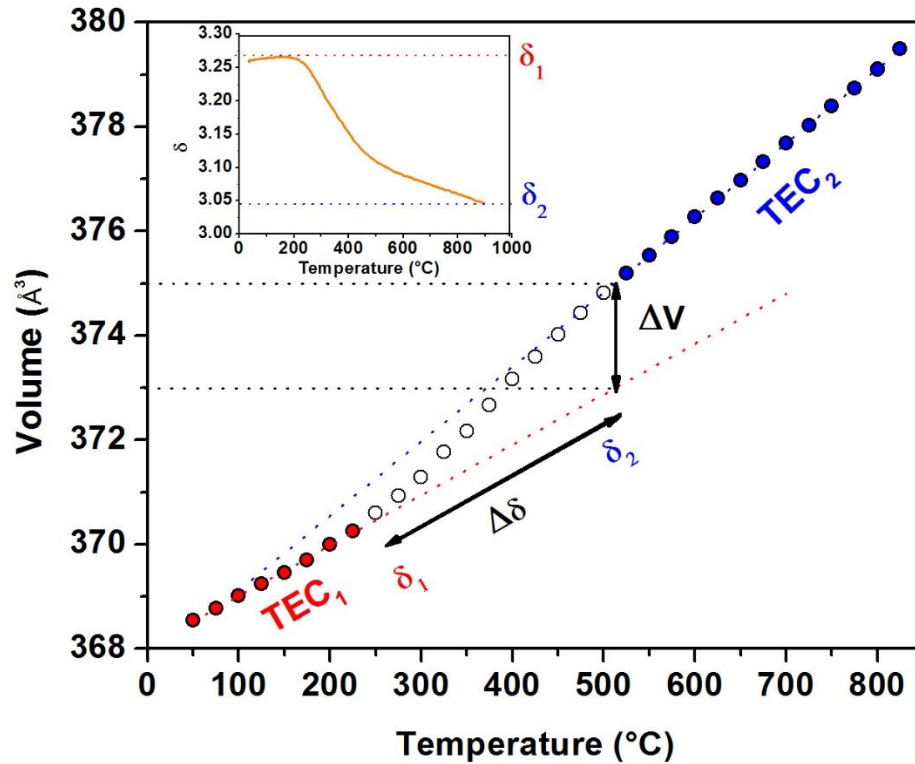 380
378
376
374
372
370
368
Volume (Å³)
0 100 200 300 400 500 600 700 800
Temperature (°C)
3.30
3.25
3.20
3.15
3.10
3.05
3.00
δ
0 200 400 600 800 1000
Temperature (°C)
δ₁
δ₂
TEC₂
ΔV
δ₂
Δδ
δ₁
TEC₁